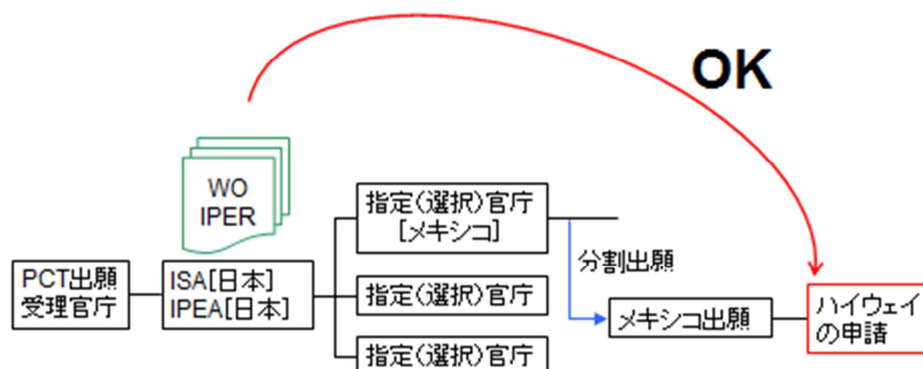 OK
WO
IPER
指定(選択)官庁
[メキシコ]
分割出願
PCT出願
受理官庁
ISA[日本]
IPEA[日本]
指定(選択)官庁
メキシコ出願
ハイウェイ
の申請
指定(選択)官庁